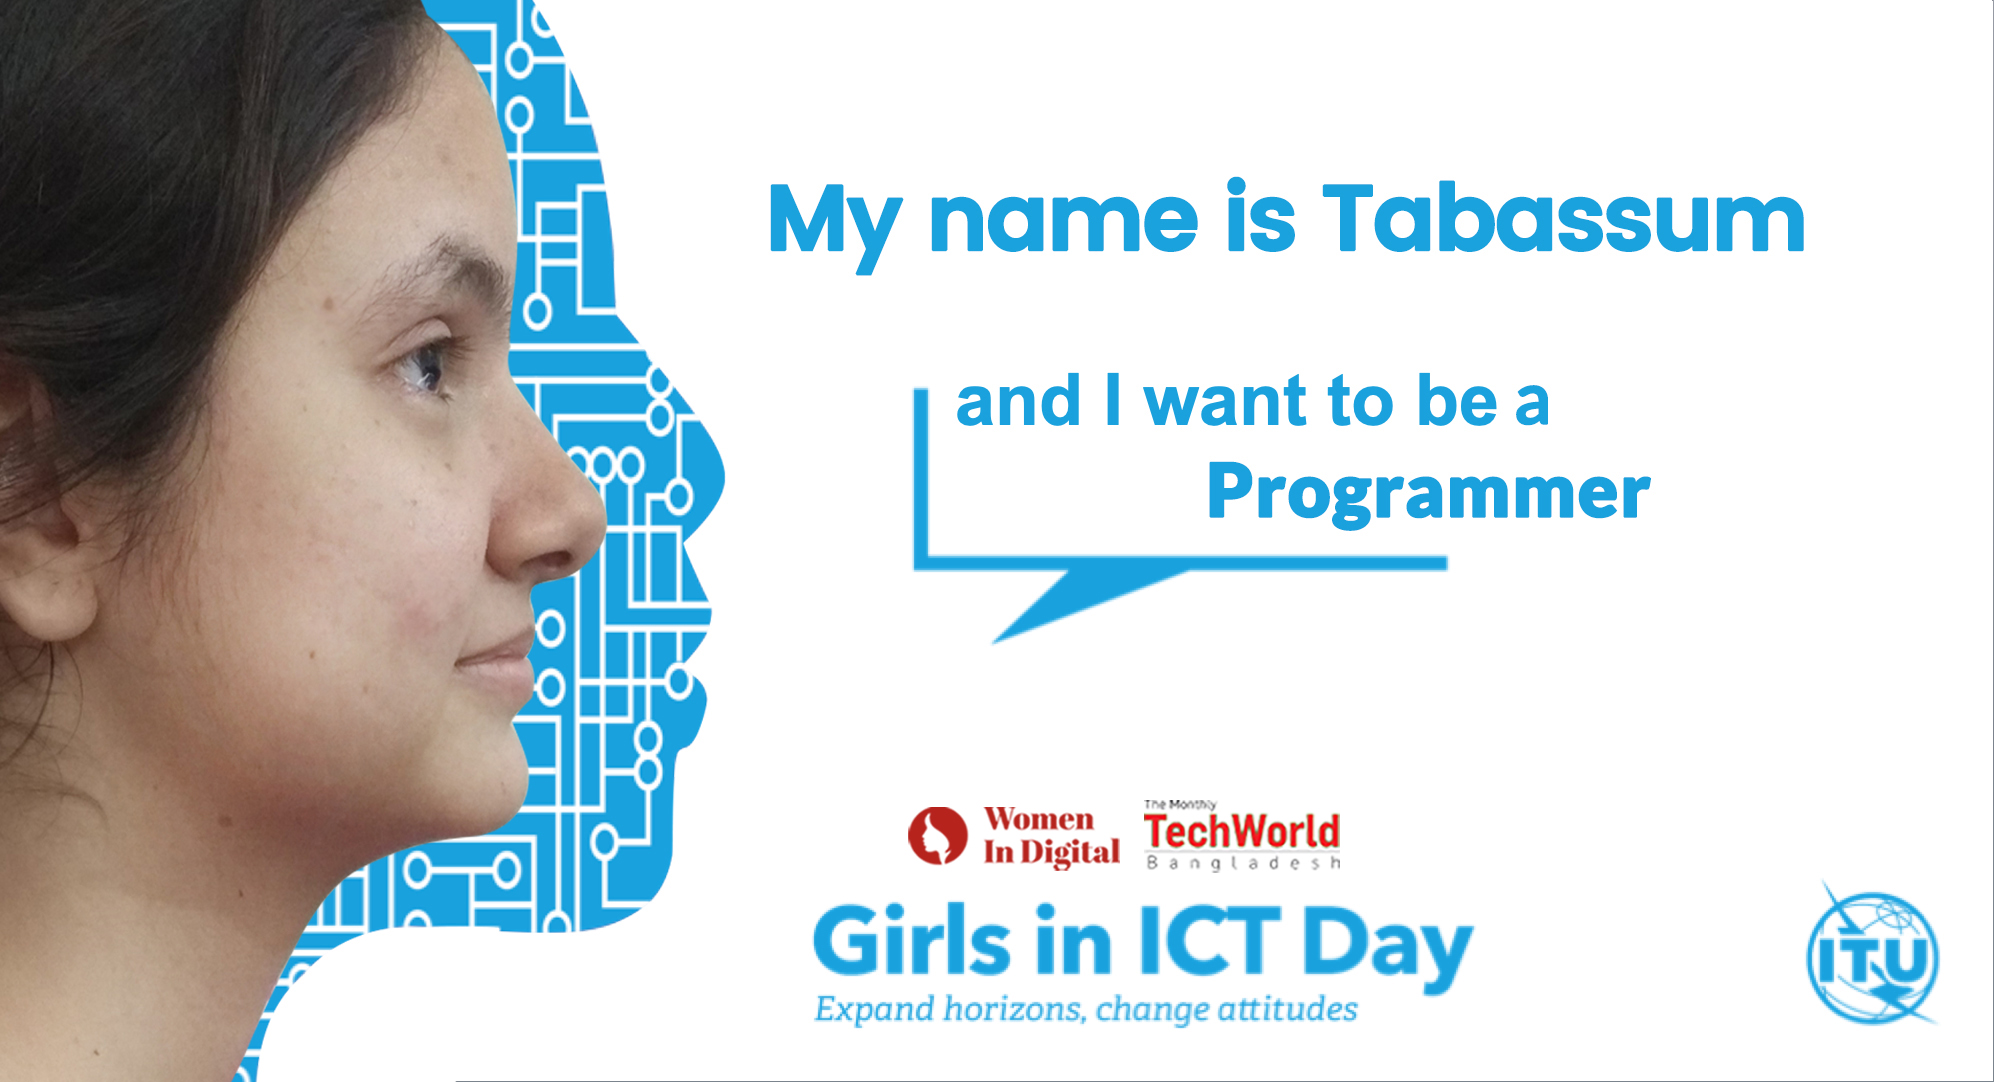 My name is Tabassum
and I want to be a
Programmer
Women
In Digital
The Monthly
TechWorld
Bangladesh
Girls in ICT Day
Expand horizons, change attitudes
ITU